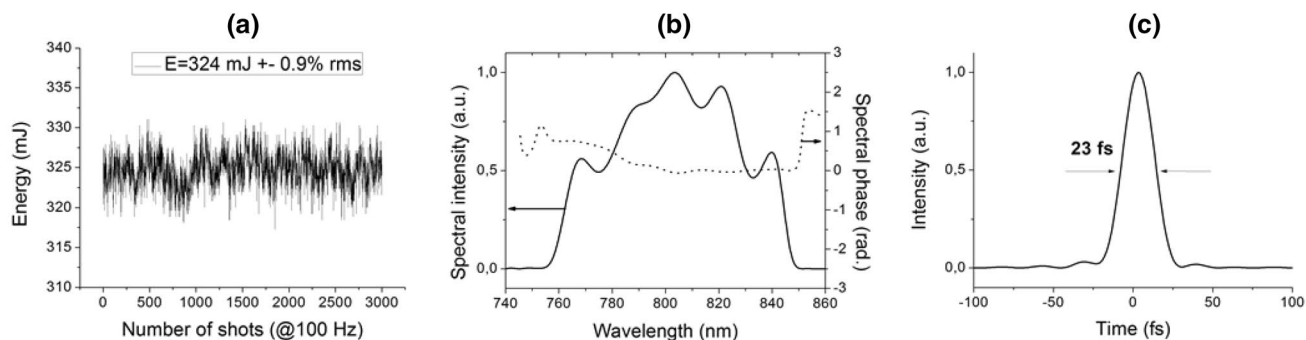 (a)
340
335
330
325
320
315
310
Energy (mJ)
E=324 mJ +- 0.9% rms
0 500 1000 1500 2000 2500 3000
Number of shots (@100 Hz)
(b)
1,0
0,5
0,0
Spectral intensity (a.u.)
3
2
1
0
-1
-2
-3
Spectral phase (rad.)
740 760 780 800 820 840 860
Wavelength (nm)
(c)
1,0
0,5
0,0
Intensity (a.u.)
23 fs
-100 -50 0 50 100
Time (fs)